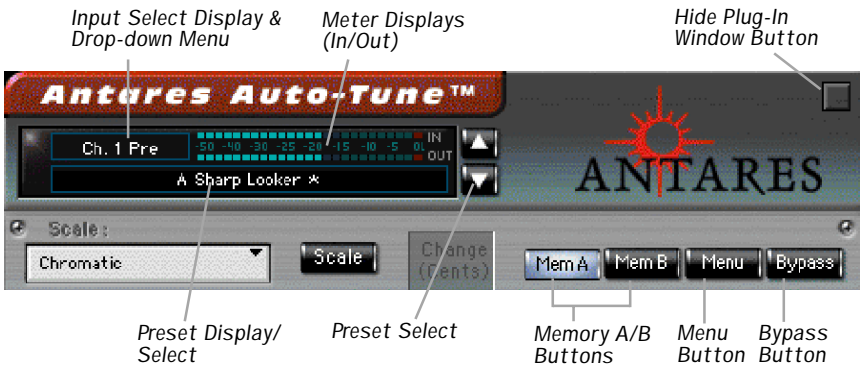 Input Select Display &
Drop-down Menu
Meter Displays
(In/Out)
Hide Plug-In
Window Button
Antares Auto-Tune™
Ch. 1 Pre
-50 -40 -30 -25 -20 -15 -10 -5 0L
IN
OUT
A Sharp Looker *
ANTARES
Scale:
Chromatic
Scale
Change
(Cents)
Mem A
Mem B
Menu
Bypass
Preset Display/
Select
Preset Select
Memory A/B
Buttons
Menu
Button
Bypass
Button